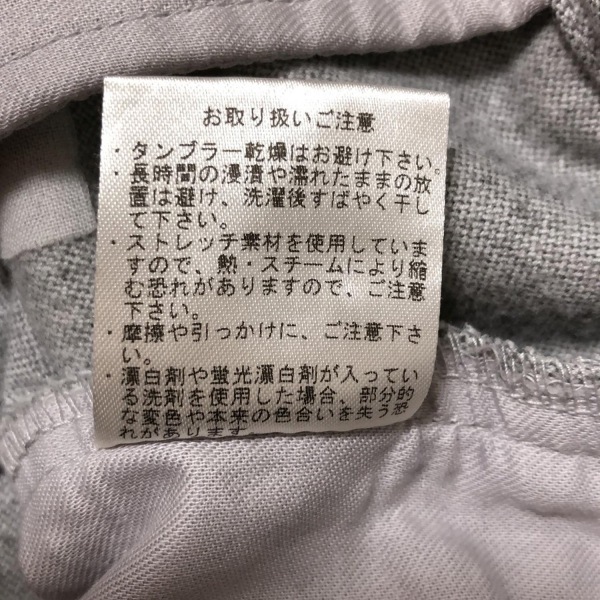 お取り扱いご注意
・タンブラー乾燥はお避け下さい。
・長時間の浸漬や濡れたままの放
置は避け、洗濯後すばやく干し
て下さい。
・ストレッチ素材を使用していま
すので、熱・スチームにより縮
む恐れがありますので、ご注意
下さい。
・摩擦や引っかけに、ご注意下さ
い。
・漂白剤や蛍光漂白剤が入ってい
る洗剤を使用した場合、部分的
な変色や本来の色合いを失う恐
れがあります